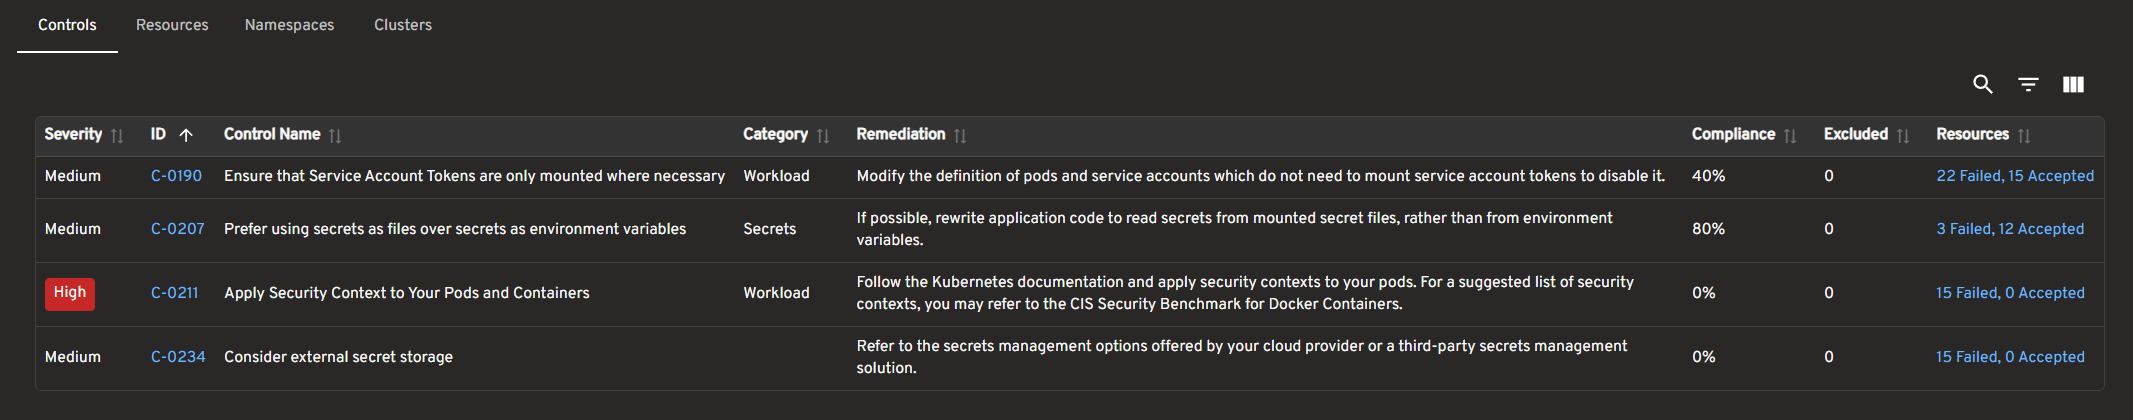 Controls Resources Namespaces Clusters
Severity ID Control Name Category Remediation Compliance Excluded Resources
Medium C-0190 Ensure that Service Account Tokens are only mounted where necessary Workload Modify the definition of pods and service accounts which do not need to mount service account tokens to disable it. 40% 0 22 Failed, 15 Accepted
Medium C-0207 Prefer using secrets as files over secrets as environment variables Secrets If possible, rewrite application code to read secrets from mounted secret files, rather than from environment
variables. 80% 0 3 Failed, 12 Accepted
High C-0211 Apply Security Context to Your Pods and Containers Workload Follow the Kubernetes documentation and apply security contexts to your pods. For a suggested list of security
contexts, you may refer to the CIS Security Benchmark for Docker Containers. 0% 0 15 Failed, 0 Accepted
Medium C-0234 Consider external secret storage Refer to the secrets management options offered by your cloud provider or a third-party secrets management
solution. 0% 0 15 Failed, 0 Accepted